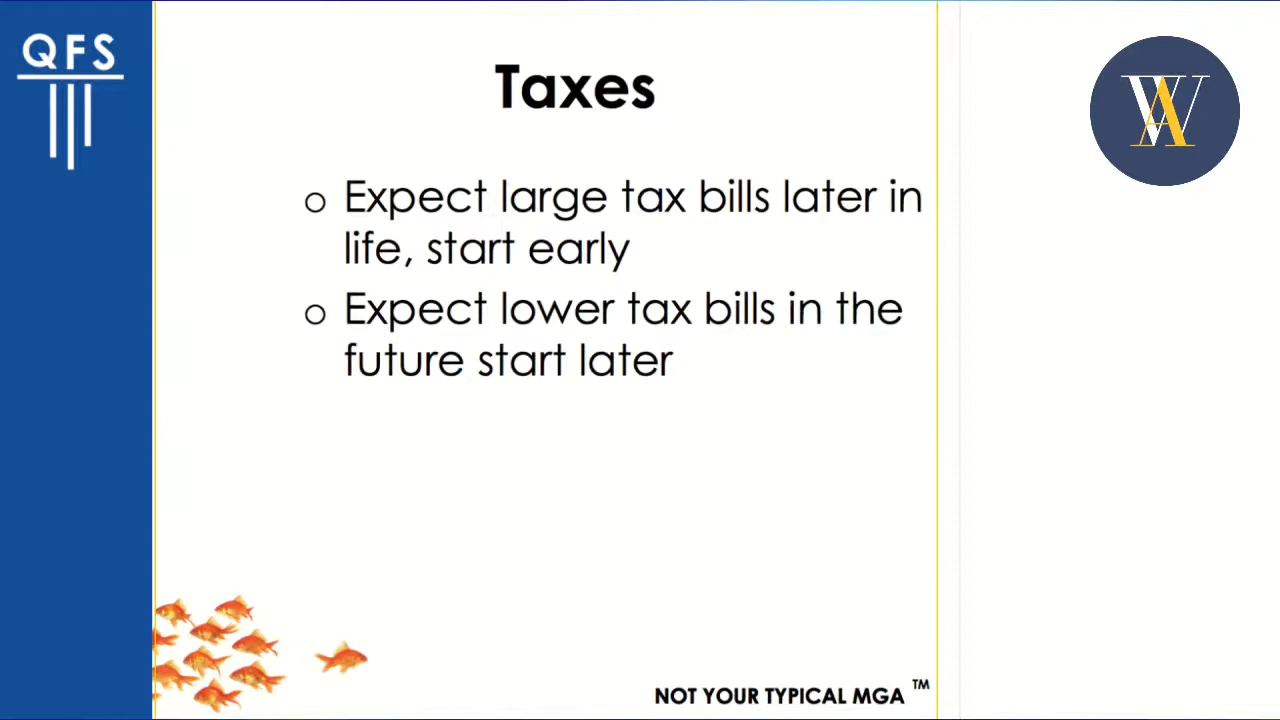 QFS
Taxes
WA
o Expect large tax bills later in
life, start early
o Expect lower tax bills in the
future start later
NOT YOUR TYPICAL MGA ™